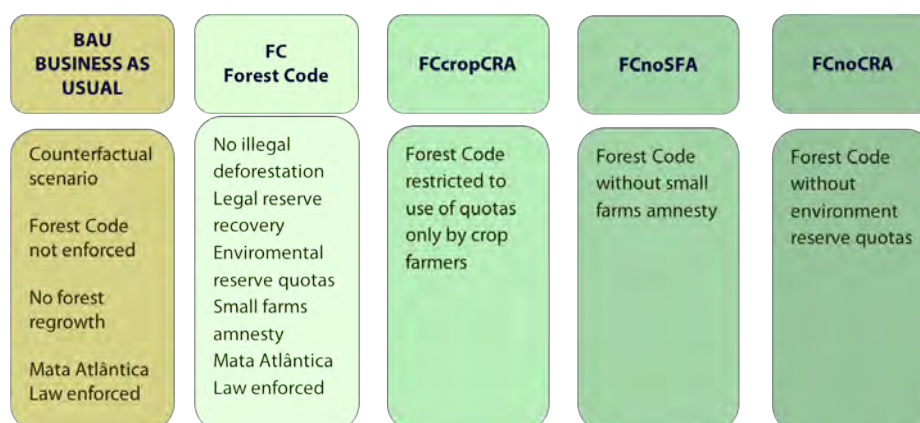 BAU
BUSINESS AS
USUAL
FC
Forest Code
FCcropCRA
FCnoSFA
FCnoCRA
Counterfactual
scenario
Forest Code
not enforced
No forest
regrowth
Mata Atlântica
Law enforced
No illegal
deforestation
Legal reserve
recovery
Enviromental
reserve quotas
Small farms
amnesty
Mata Atlântica
Law enforced
Forest Code
restricted to
use of quotas
only by crop
farmers
Forest Code
without small
farms amnesty
Forest Code
without
environment
reserve quotas